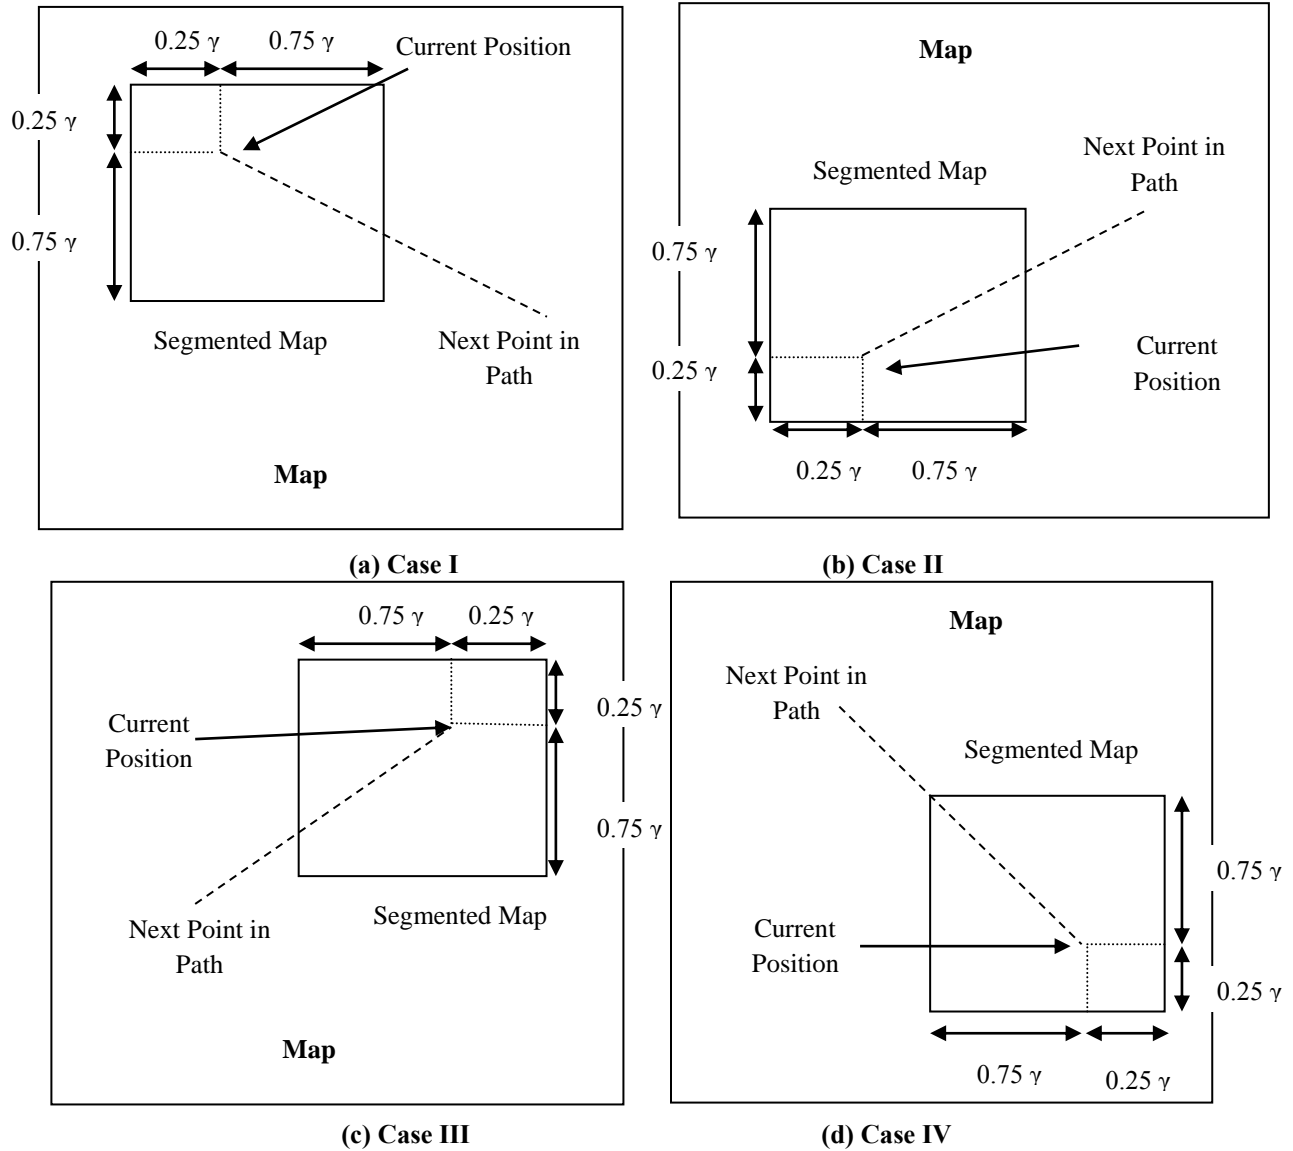 0.25 γ
0.75 γ
Current Position
0.25 γ
0.75 γ
Segmented Map
Next Point in
Path
Map
(a) Case I
Map
Next Point in
Path
Segmented Map
0.75 γ
0.25 γ
Current
Position
0.25 γ
0.75 γ
(b) Case II
0.75 γ
0.25 γ
0.25 γ
Current
Position
0.75 γ
Segmented Map
Next Point in
Path
Map
(c) Case III
Map
Next Point in
Path
Segmented Map
0.75 γ
Current
Position
0.25 γ
0.75 γ
0.25 γ
(d) Case IV